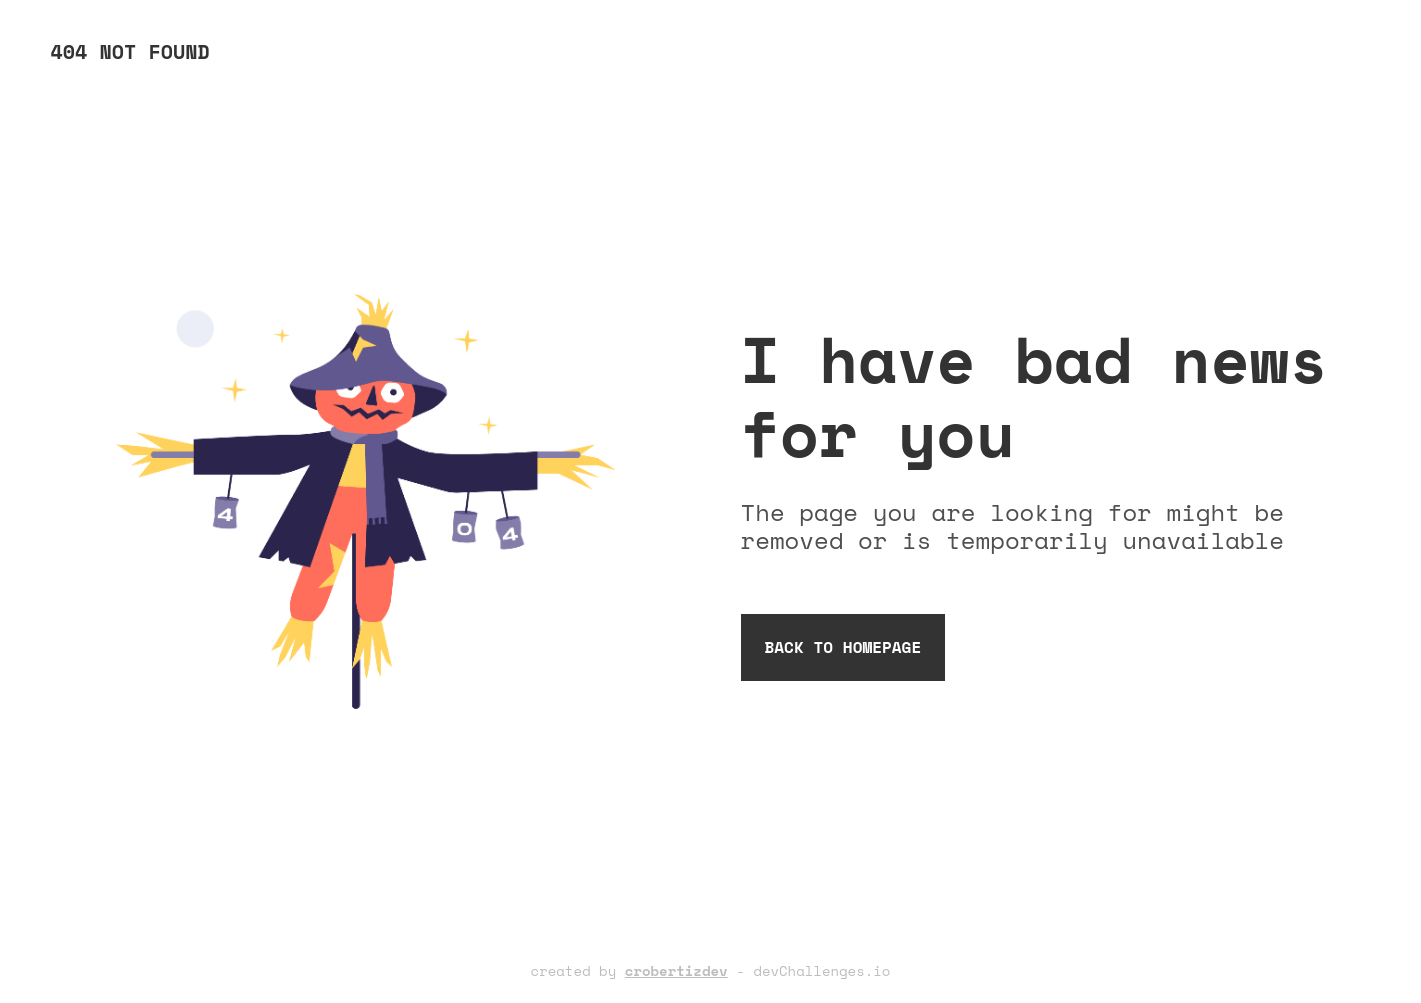 404 NOT FOUND
I have bad news
for you
The page you are looking for might be
removed or is temporarily unavailable
BACK TO HOMEPAGE
4
0
4
created by crobertizdev - devChallenges.io